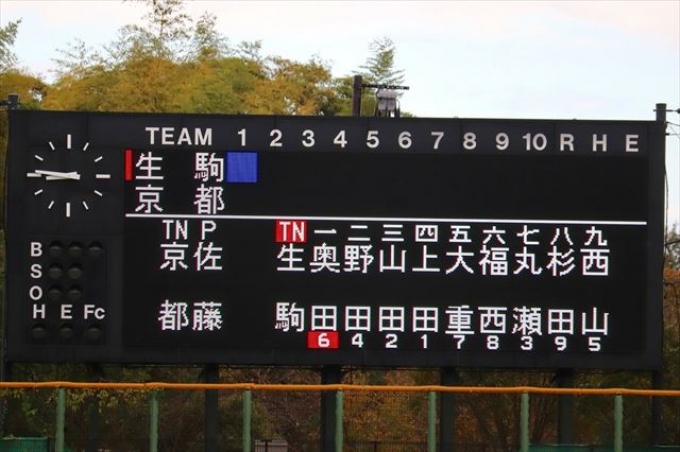 TEAM 1 2 3 4 5 6 7 8 9 10 R H E
生駒
京都
TN P TN 一 二 三 四 五 六 七 八 九
京 佐 生 奥 野 山 上 大 福 丸 杉 西
都 藤 駒 田 田 田 田 重 西 瀬 田 山
6 4 2 1 7 8 3 9 5
B
S
O
H E Fc